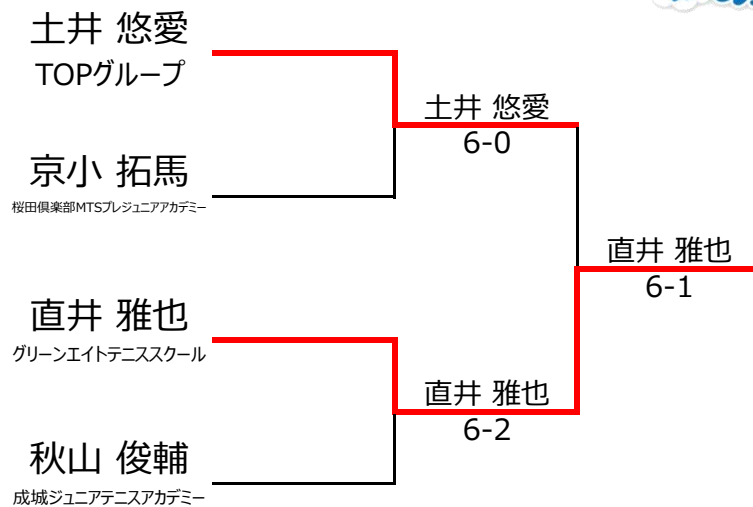 土井 悠愛
TOPグループ
土井 悠愛
6-0
京小 拓馬
桜田倶楽部MTSプレジュニアアカデミー
直井 雅也
6-1
直井 雅也
グリーンエイトテニススクール
直井 雅也
6-2
秋山 俊輔
成城ジュニアテニスアカデミー